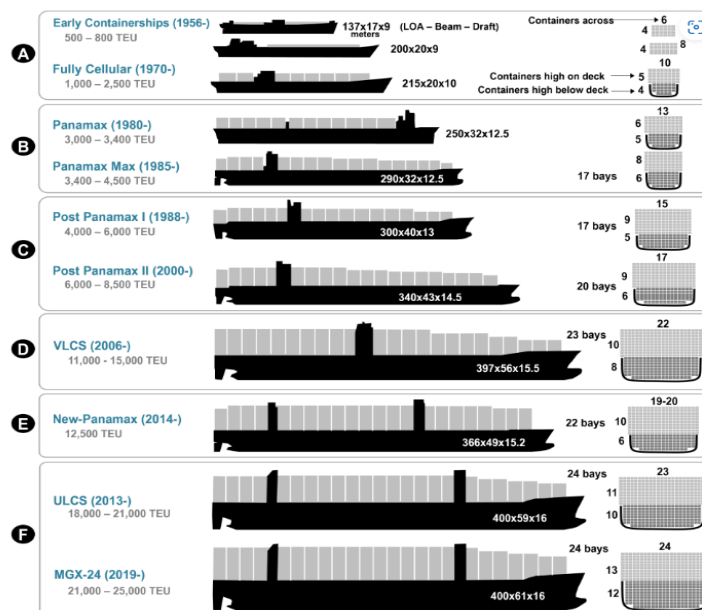 A
Early Containerships (1956-)
500 – 800 TEU
137x17x9 (LOA – Beam – Draft)
meters
200x20x9
Containers across
6
4
4
8
Fully Cellular (1970-)
1,000 – 2,500 TEU
215x20x10
10
Containers high on deck
5
Containers high below deck
4
B
Panamax (1980-)
3,000 – 3,400 TEU
250x32x12.5
13
6
5
Panamax Max (1985-)
3,400 – 4,500 TEU
290x32x12.5
17 bays
8
6
C
Post Panamax I (1988-)
4,000 – 6,000 TEU
300x40x13
17 bays
15
9
5
Post Panamax II (2000-)
6,000 – 8,500 TEU
340x43x14.5
20 bays
17
9
6
D
VLCS (2006-)
11,000 - 15,000 TEU
397x56x15.5
23 bays
22
10
8
E
New-Panamax (2014-)
12,500 TEU
366x49x15.2
22 bays
19-20
10
6
F
ULCS (2013-)
18,000 – 21,000 TEU
400x59x16
24 bays
23
11
10
MGX-24 (2019-)
21,000 – 25,000 TEU
400x61x16
24 bays
24
13
12